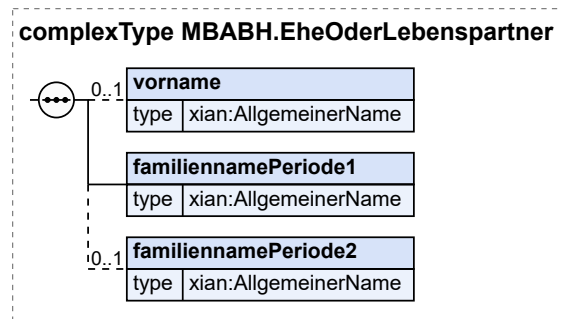 complexType MBABH.EheOderLebenspartner
0..1 vorname
type xian:AllgemeinerName
familiennamePeriode1
type xian:AllgemeinerName
0..1 familiennamePeriode2
type xian:AllgemeinerName